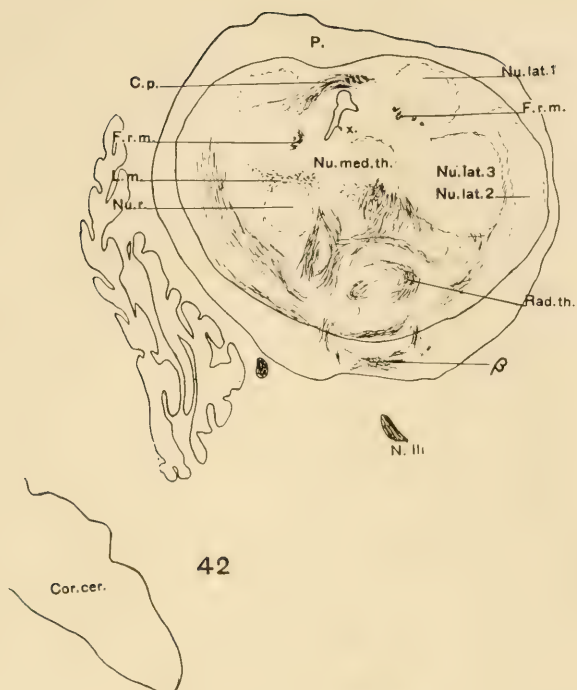 P.
C.p.
Nu.lat.1
F.r.m.
F.r.m.
x.
L.m.
Nu.med.th.
Nu.lat.3
Nu.r.
Nu.lat.2
Rad.th.
β
N. III
42
Cor.cer.